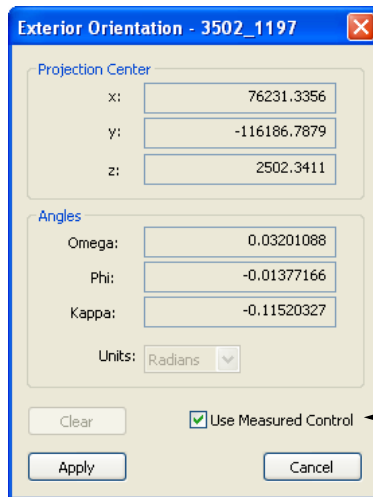 Exterior Orientation - 3502_1197
Projection Center
x: 76231.3356
y: -116186.7879
z: 2502.3411
Angles
Omega: 0.03201088
Phi: -0.01377166
Kappa: -0.11520327
Units: Radians
Clear Use Measured Control
Apply Cancel